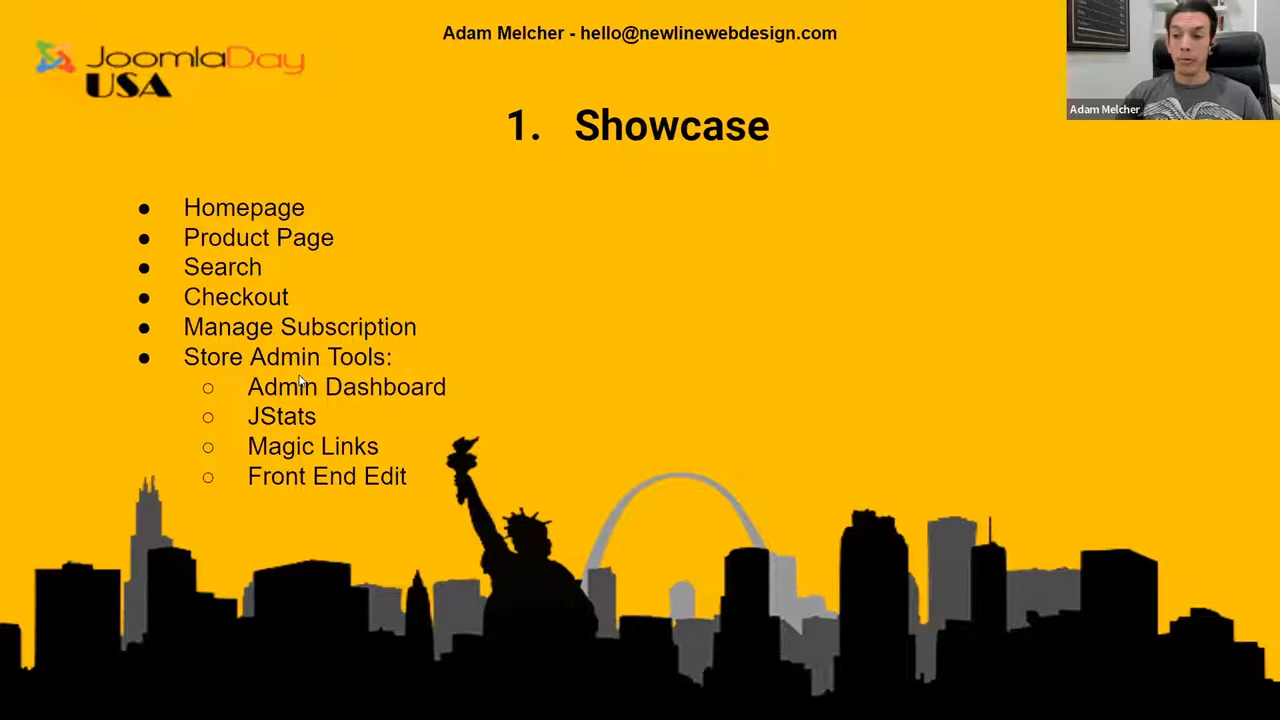 Adam Melcher - hello@newlinewebdesign.com
JoomlaDay
USA
Adam Melcher
1. Showcase
● Homepage
● Product Page
● Search
● Checkout
● Manage Subscription
● Store Admin Tools:
○ Admin Dashboard
○ JStats
○ Magic Links
○ Front End Edit